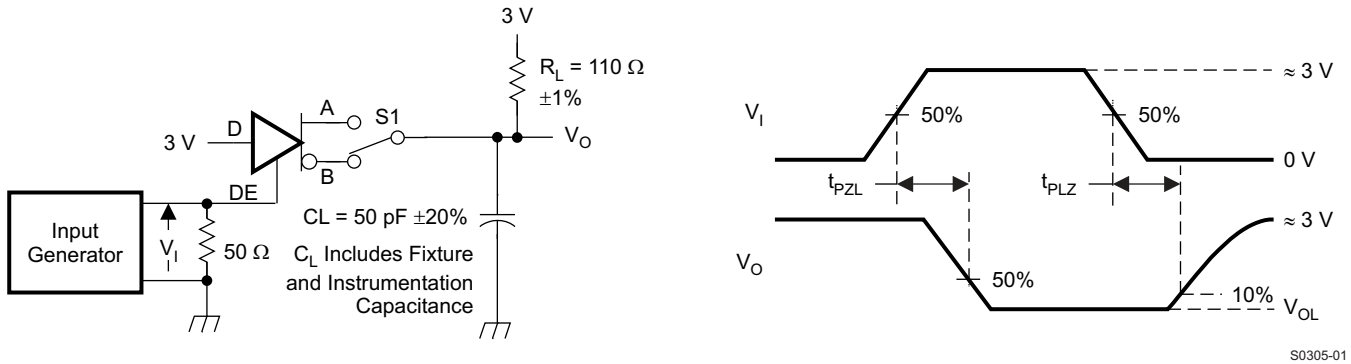 3 V
R_L = 110 Ω
±1%
A
S1
D
3 V
V_O
B
DE
Input
Generator
V_I
50 Ω
CL = 50 pF ±20%
C_L Includes Fixture
and Instrumentation
Capacitance
≈ 3 V
V_I
50%
50%
0 V
t_PZL
t_PLZ
≈ 3 V
V_O
50%
10%
V_OL
S0305-01